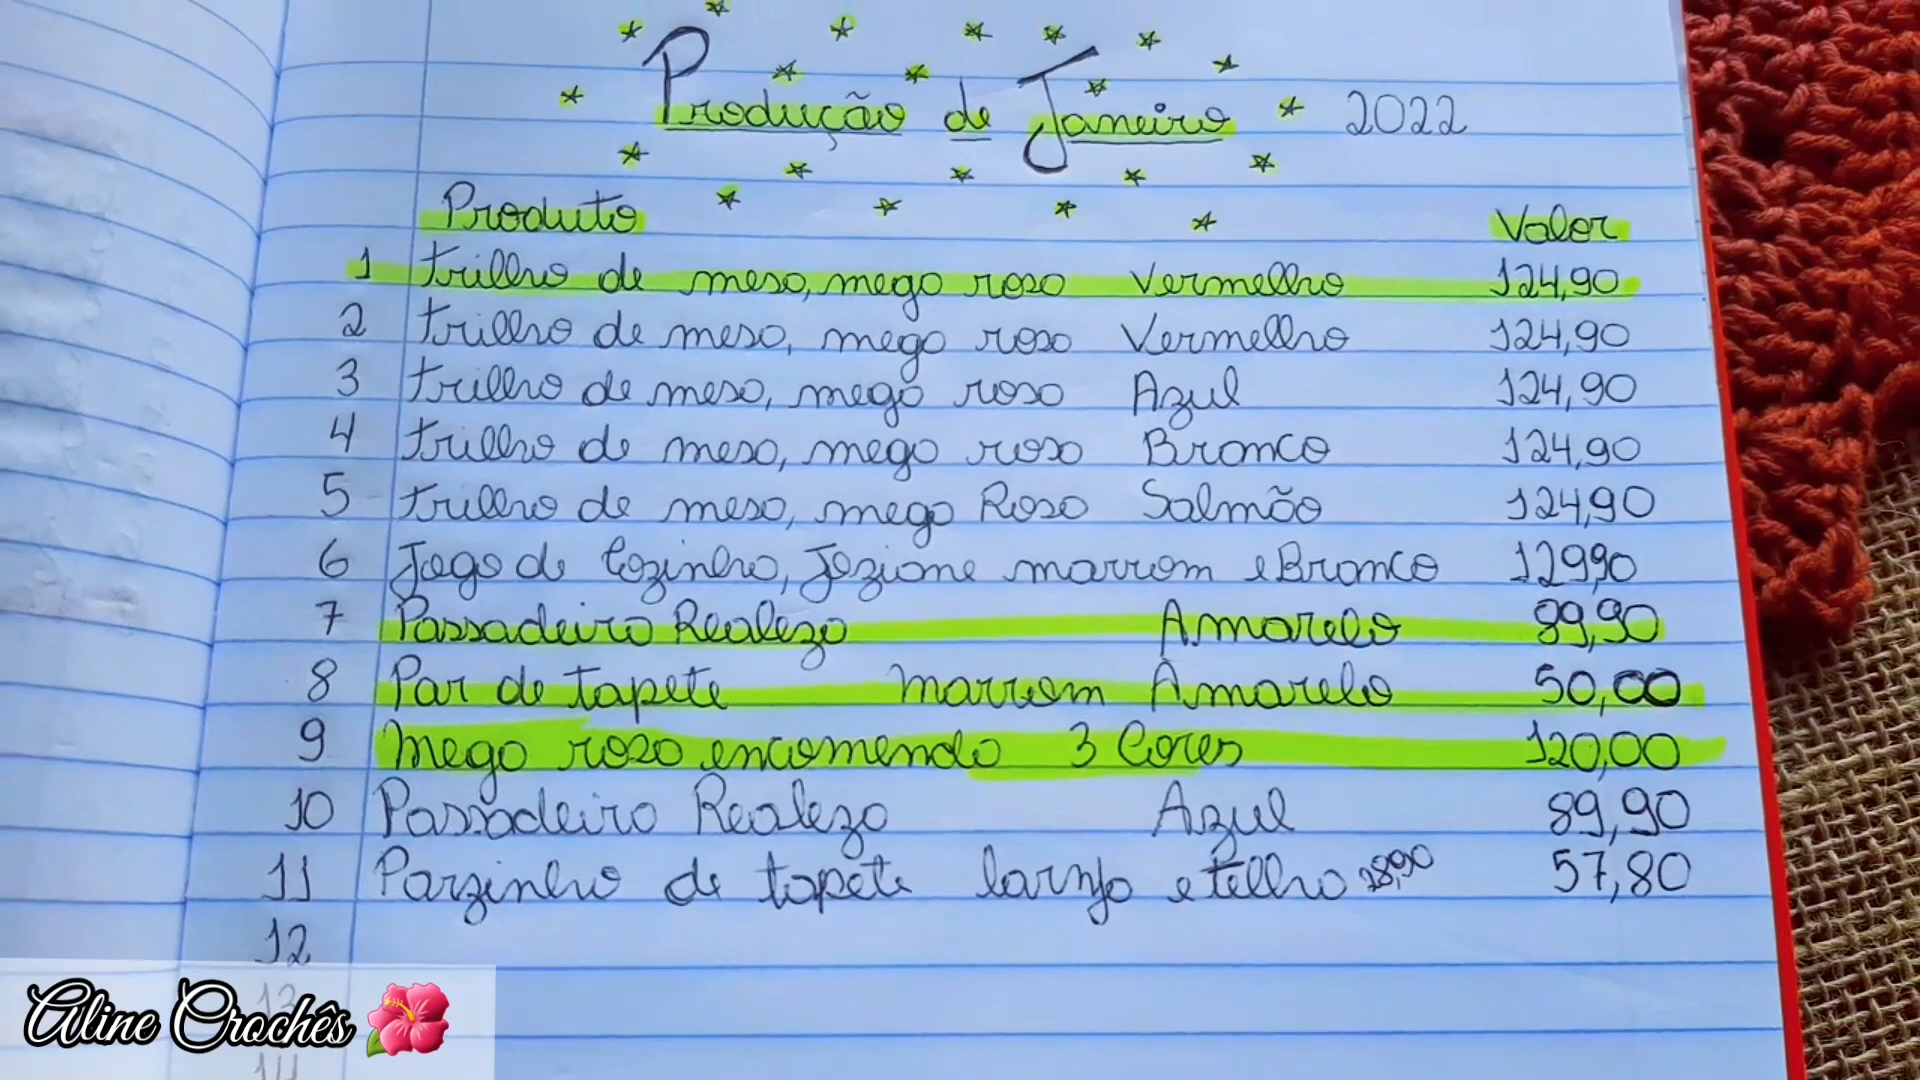 Produção de Janeiro 2022
Produto Valor
1 trilho de mesa, mega rosa Vermelho 124,90
2 trilho de mesa, mega rosa Vermelho 124,90
3 trilho de mesa, mega rosa Azul 124,90
4 trilho de mesa, mega rosa Branco 124,90
5 trilho de mesa, mega Rosa Salmão 124,90
6 Jogo de Cozinha, Joziane marrom e Branco 129,90
7 Passadeira Realeza Amarelo 89,90
8 Par de tapete Marrom Amarelo 50,00
9 Mega rosa encomenda 3 Cores 120,00
10 Passadeira Realeza Azul 89,90
11 Parzinho de tapete larnja e telha 28,90 57,80
12
13
14
Aline Crochês